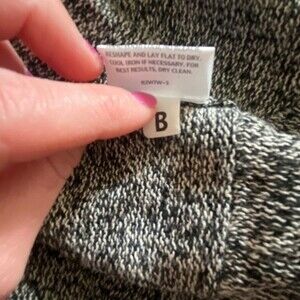 RESHAPE AND LAY FLAT TO DRY.
COOL IRON IF NECESSARY. FOR
BEST RESULTS, DRY CLEAN.
B